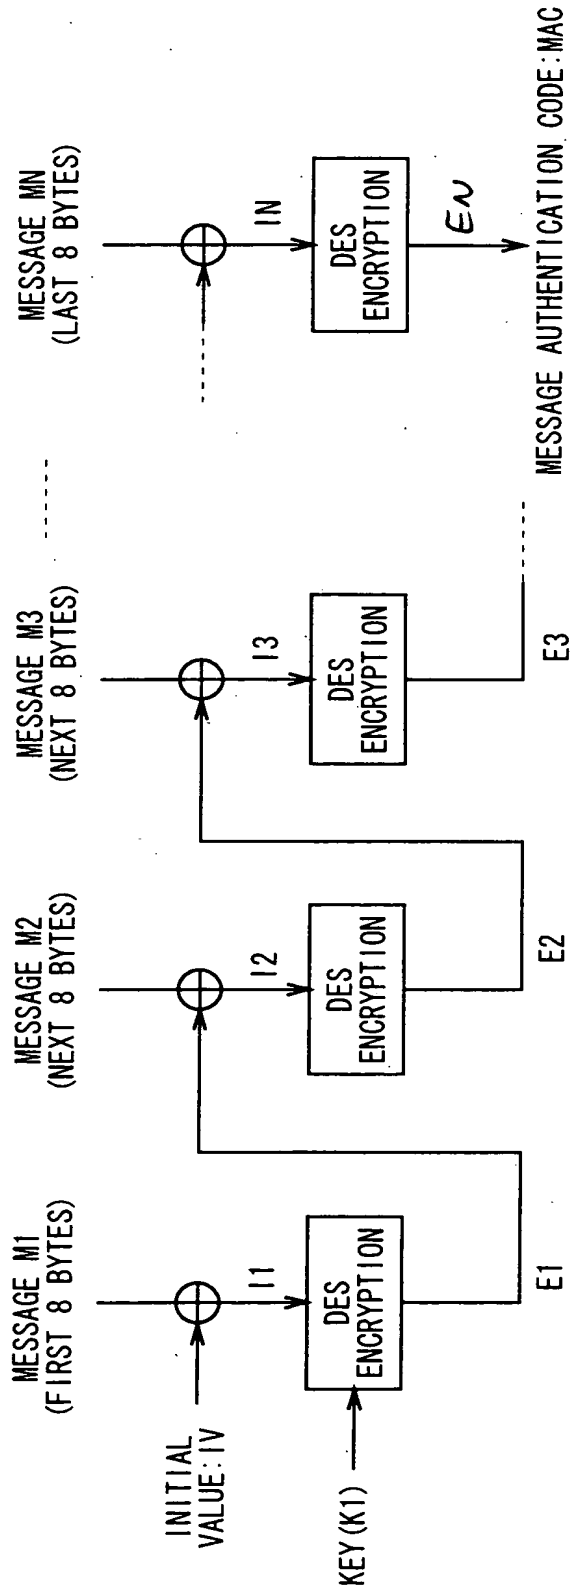 MESSAGE M1
(FIRST 8 BYTES)
MESSAGE M2
(NEXT 8 BYTES)
MESSAGE M3
(NEXT 8 BYTES)
MESSAGE MN
(LAST 8 BYTES)
INITIAL
VALUE:IV
I1
I2
I3
IN
KEY(K1)
DES
ENCRYPTION
DES
ENCRYPTION
DES
ENCRYPTION
DES
ENCRYPTION
E1
E2
E3
EN
MESSAGE AUTHENTICATION CODE:MAC